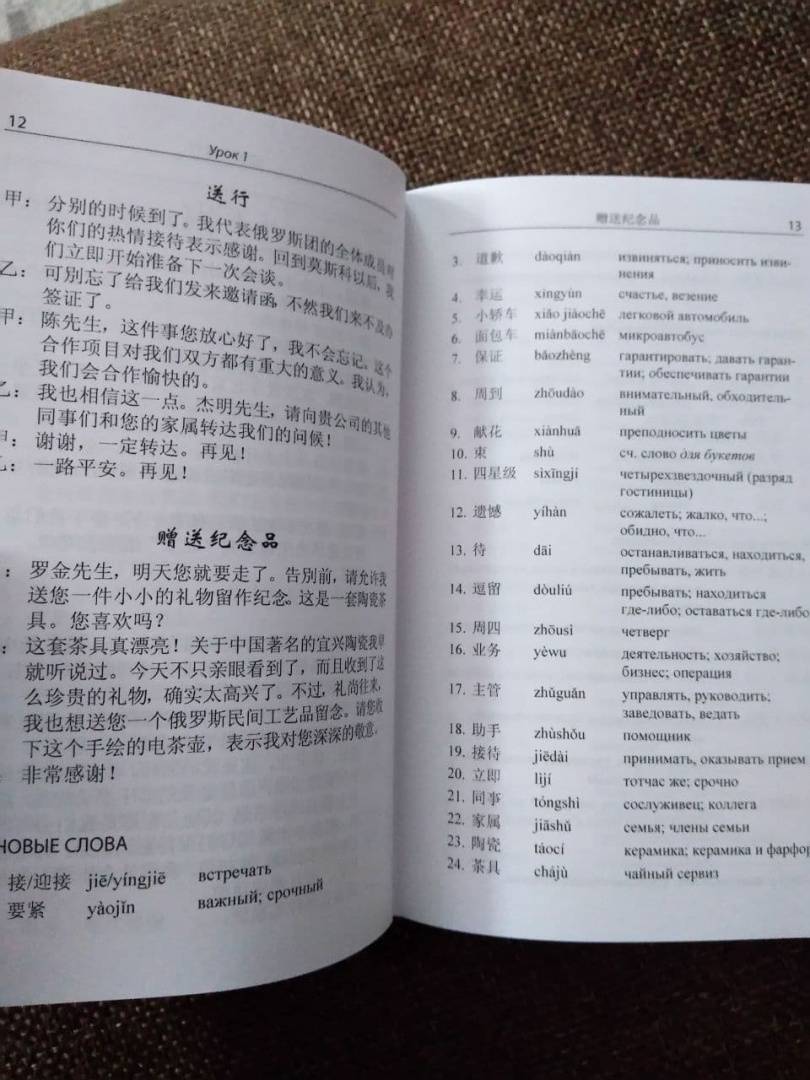 12
Урок 1
送行
甲： 分别的时候到了。我代表俄罗斯团的全体成员对
你们的热情接待表示感谢。回到莫斯科以后，我
们立即开始准备下一次会谈。
乙： 可别忘了给我们发来邀请函，不然我们来不及办
签证了。
甲： 陈先生，这件事您放心好了，我不会忘记。这个
合作项目对我们双方都有重大的意义。我认为，
我们会合作愉快的。
乙： 我也相信这一点。杰明先生，请向贵公司的其他
同事们和您的家属转达我们的问候！
甲： 谢谢，一定转达。再见！
乙： 一路平安。再见！
赠送纪念品
： 罗金先生，明天您就要走了。告别前，请允许我
送您一件小小的礼物留作纪念。这是一套陶瓷茶
具。您喜欢吗？
： 这套茶具真漂亮！关于中国著名的宜兴陶瓷我早
就听说过。今天不只亲眼看到了，而且收到了这
么珍贵的礼物，确实太高兴了。不过，礼尚往来，
我也想送您一个俄罗斯民间工艺品留念。请您收
下这个手绘的电茶壶，表示我对您深深的敬意。
非常感谢！
НОВЫЕ СЛОВА
接/迎接 jiē/yíngjiē встречать
要紧 yàojǐn важный; срочный
赠送纪念品
13
3. 道歉 dàoqiàn извиняться; приносить изви-
нения
4. 幸运 xìngyùn счастье, везение
5. 小轿车 xiǎo jiàochē легковой автомобиль
6. 面包车 miànbāochē микроавтобус
7. 保证 bǎozhèng гарантировать; давать гаран-
тии; обеспечивать гарантии
8. 周到 zhōudào внимательный, обходитель-
ный
9. 献花 xiànhuā преподносить цветы
10. 束 shù сч. слово для букетов
11. 四星级 sìxīngjí четырехзвездочный (разряд
гостиницы)
12. 遗憾 yíhàn сожалеть; жалко, что...;
обидно, что...
13. 待 dāi останавливаться, находиться,
пребывать, жить
14. 逗留 dòuliú пребывать; находиться
где-либо; оставаться где-либо
15. 周四 zhōusì четверг
16. 业务 yèwu деятельность; хозяйство;
бизнес; операция
17. 主管 zhǔguǎn управлять, руководить;
заведовать, ведать
18. 助手 zhùshǒu помощник
19. 接待 jiēdài принимать, оказывать прием
20. 立即 lìjí тотчас же; срочно
21. 同事 tóngshì сослуживец; коллега
22. 家属 jiāshǔ семья; члены семьи
23. 陶瓷 táocí керамика; керамика и фарфор
24. 茶具 chájù чайный сервиз